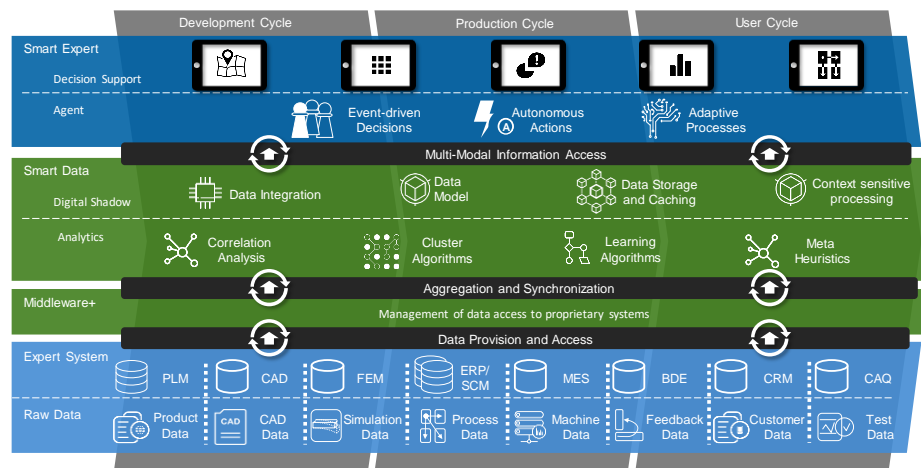 Development Cycle
Production Cycle
User Cycle
Smart Expert
Decision Support
Agent
Event-driven
Decisions
A
Autonomous
Actions
Adaptive
Processes
Multi-Modal Information Access
Smart Data
Digital Shadow
Data Integration
Data
Model
Data Storage
and Caching
Context sensitive
processing
Analytics
Correlation
Analysis
Cluster
Algorithms
Learning
Algorithms
Meta
Heuristics
Aggregation and Synchronization
Middleware+
Management of data access to proprietary systems
Data Provision and Access
Expert System
PLM
CAD
FEM
ERP/
SCM
MES
BDE
CRM
CAQ
Raw Data
Product
Data
CAD
CAD
Data
Simulation
Data
Process
Data
Machine
Data
Feedback
Data
Customer
Data
Test
Data